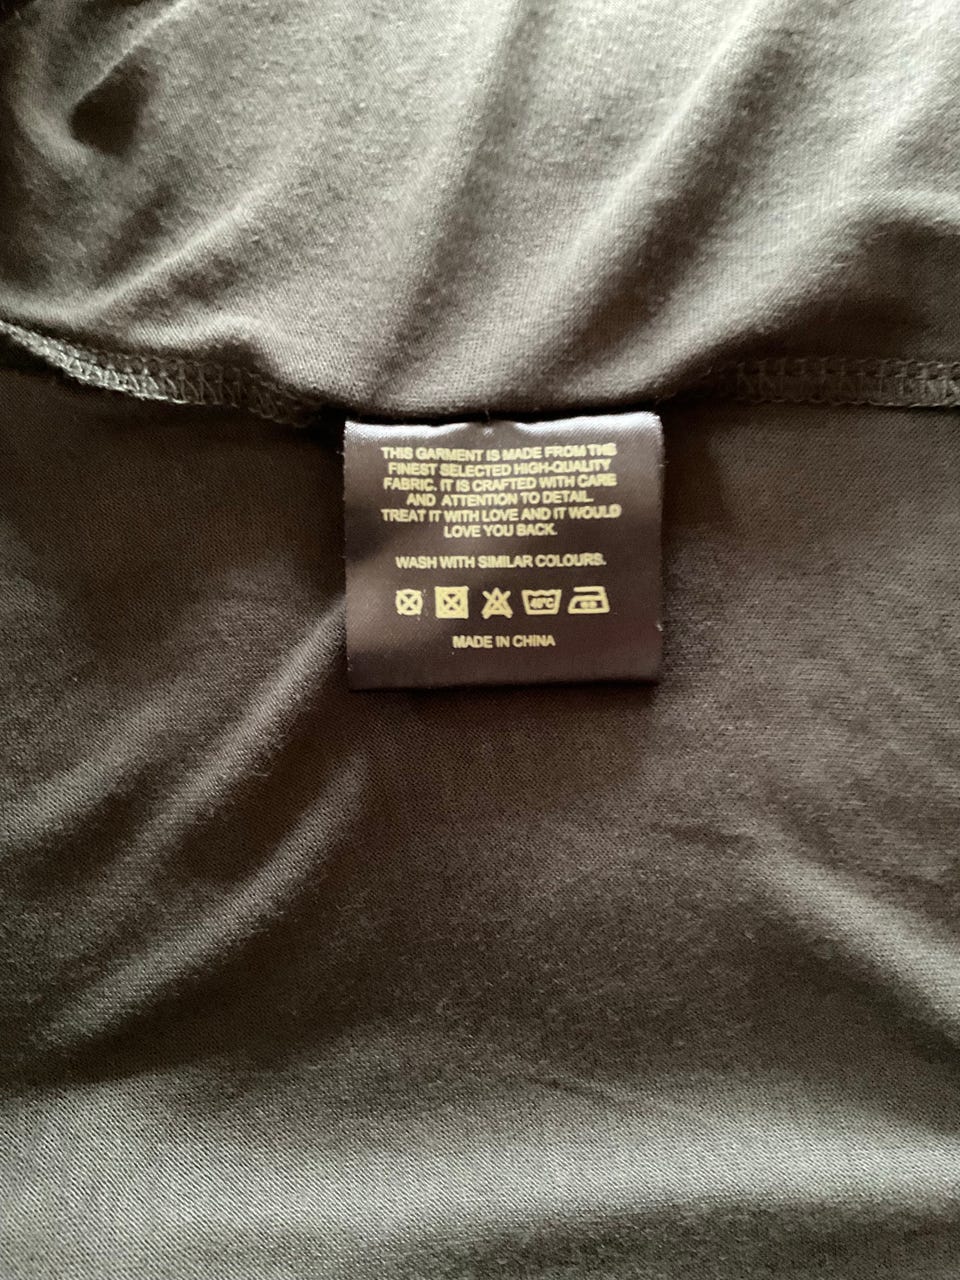 THIS GARMENT IS MADE FROM THE
FINEST SELECTED HIGH-QUALITY
FABRIC. IT IS CRAFTED WITH CARE
AND ATTENTION TO DETAIL.
TREAT IT WITH LOVE AND IT WOULD
LOVE YOU BACK.
WASH WITH SIMILAR COLOURS.
40°C
MADE IN CHINA